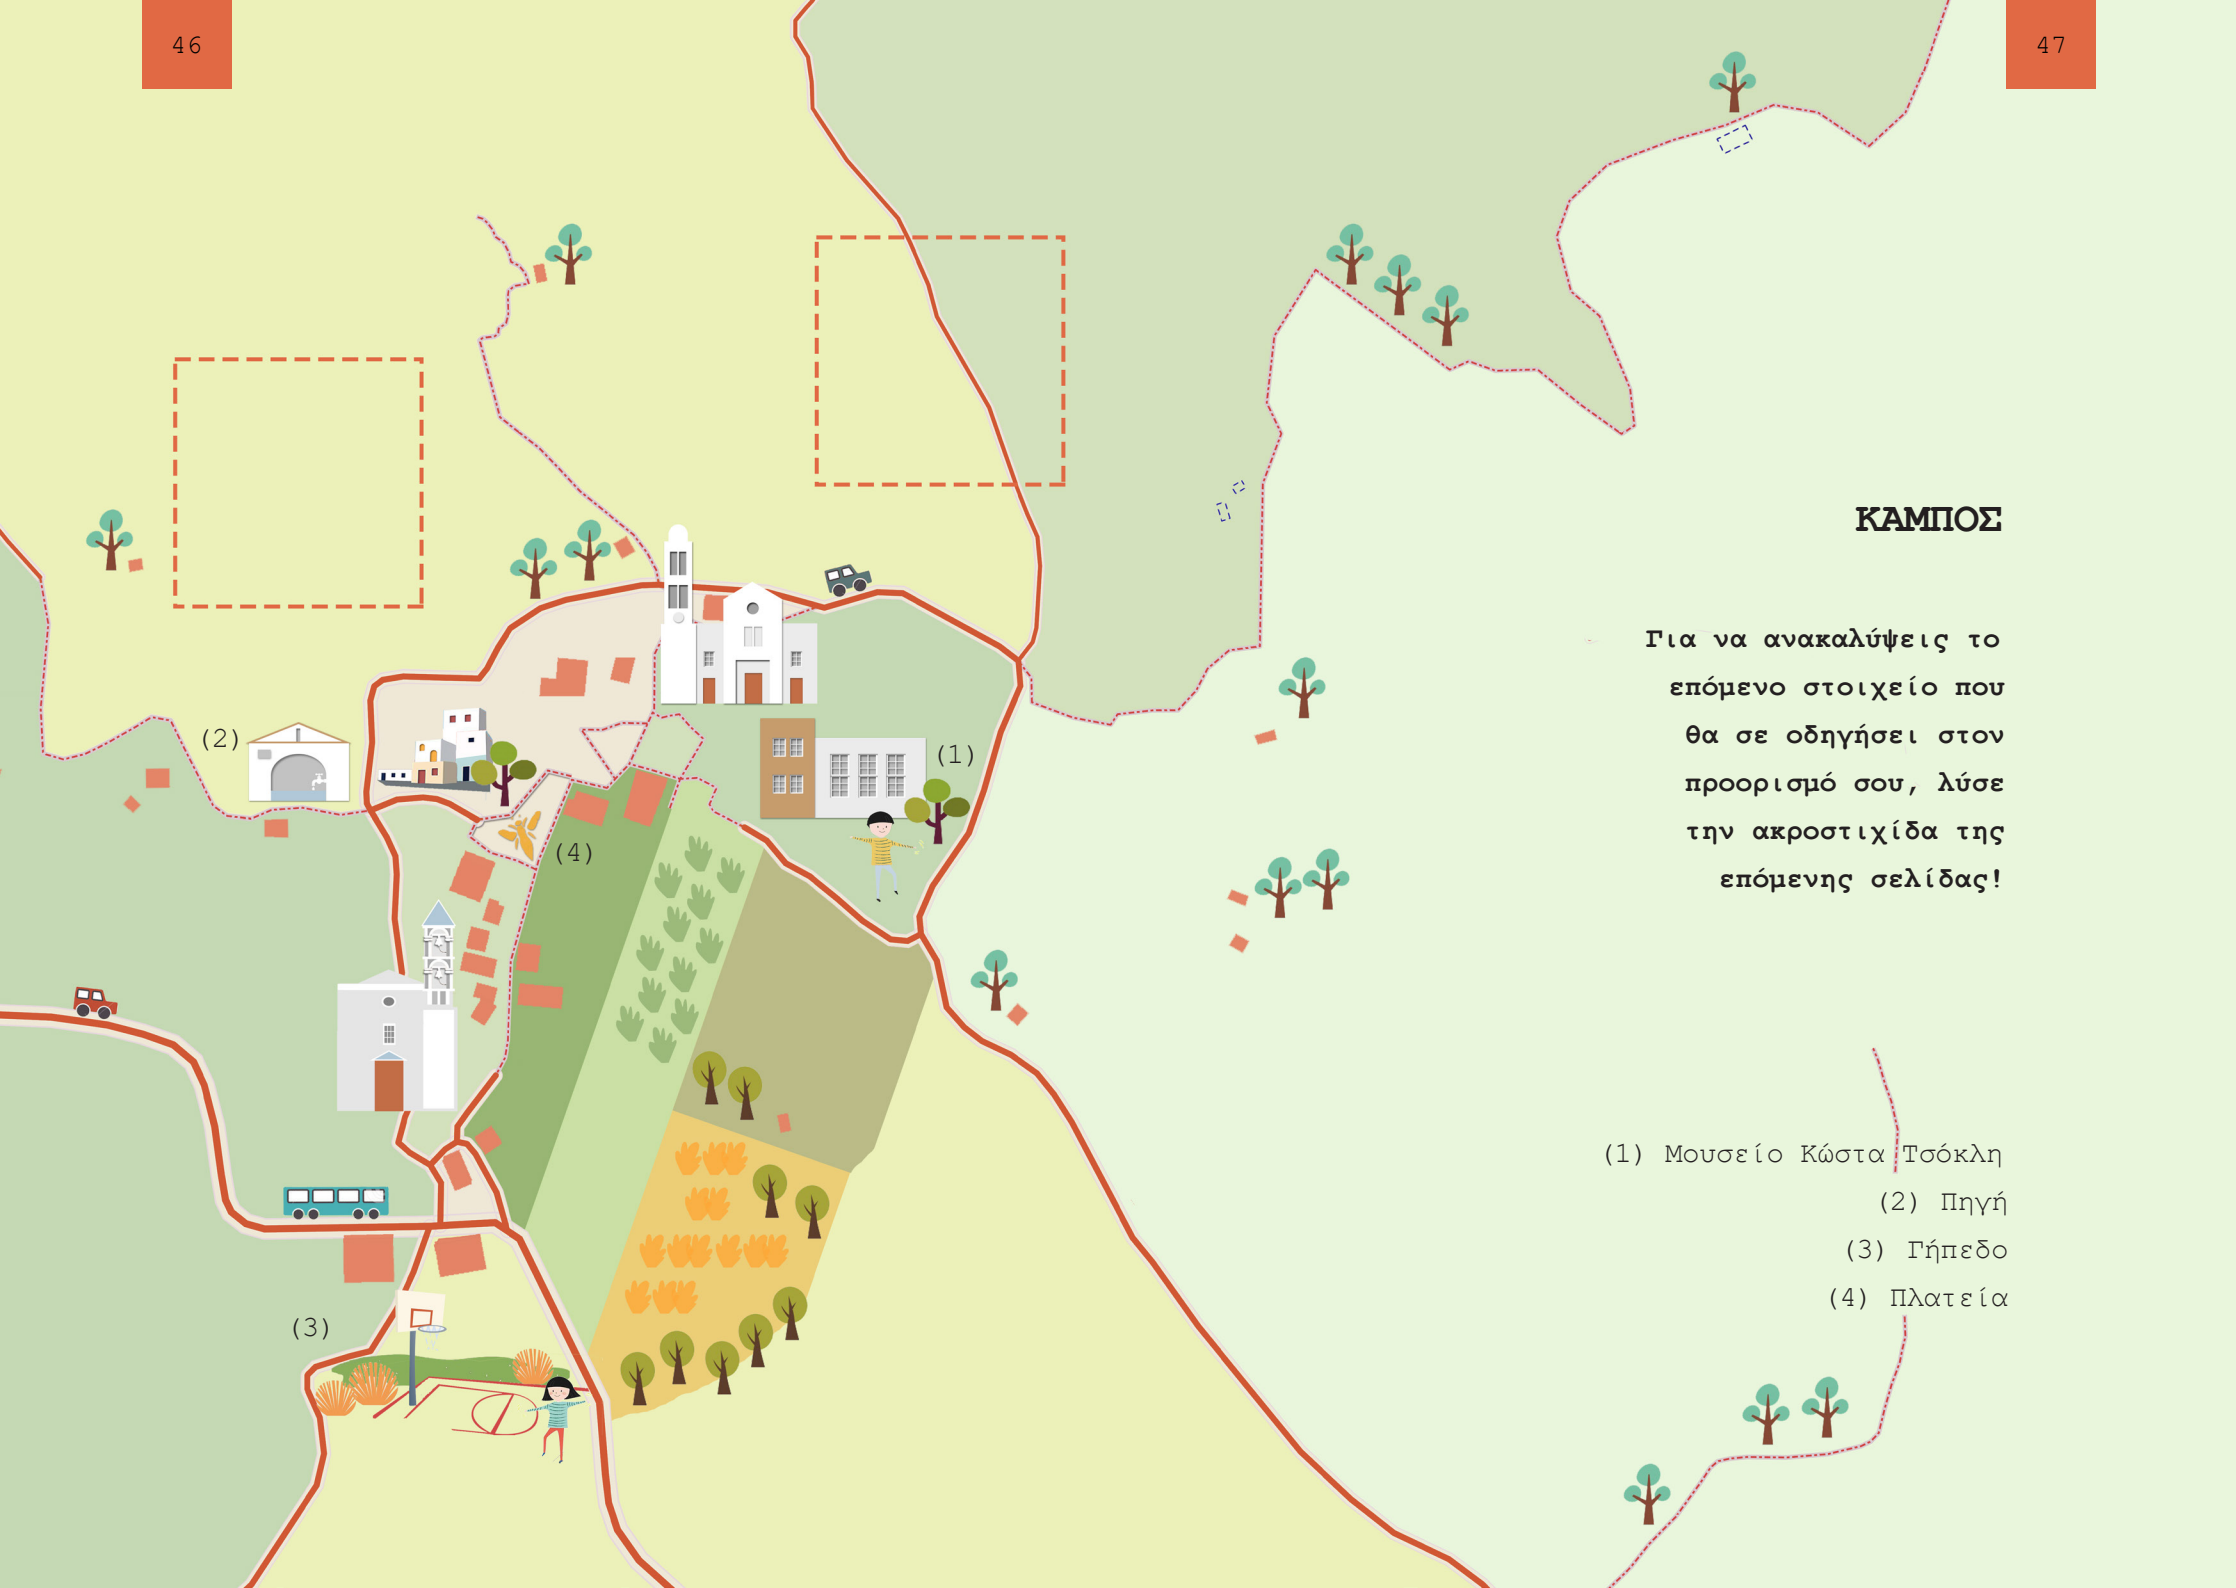 46
47
ΚΑΜΠΟΣ
Για να ανακαλύψεις το
επόμενο στοιχείο που
θα σε οδηγήσει στον
προορισμό σου, λύσε
την ακροστιχίδα της
επόμενης σελίδας!
(2)
(1)
(4)
(3)
(1) Μουσείο Κώστα Τσόκλη
(2) Πηγή
(3) Γήπεδο
(4) Πλατεία